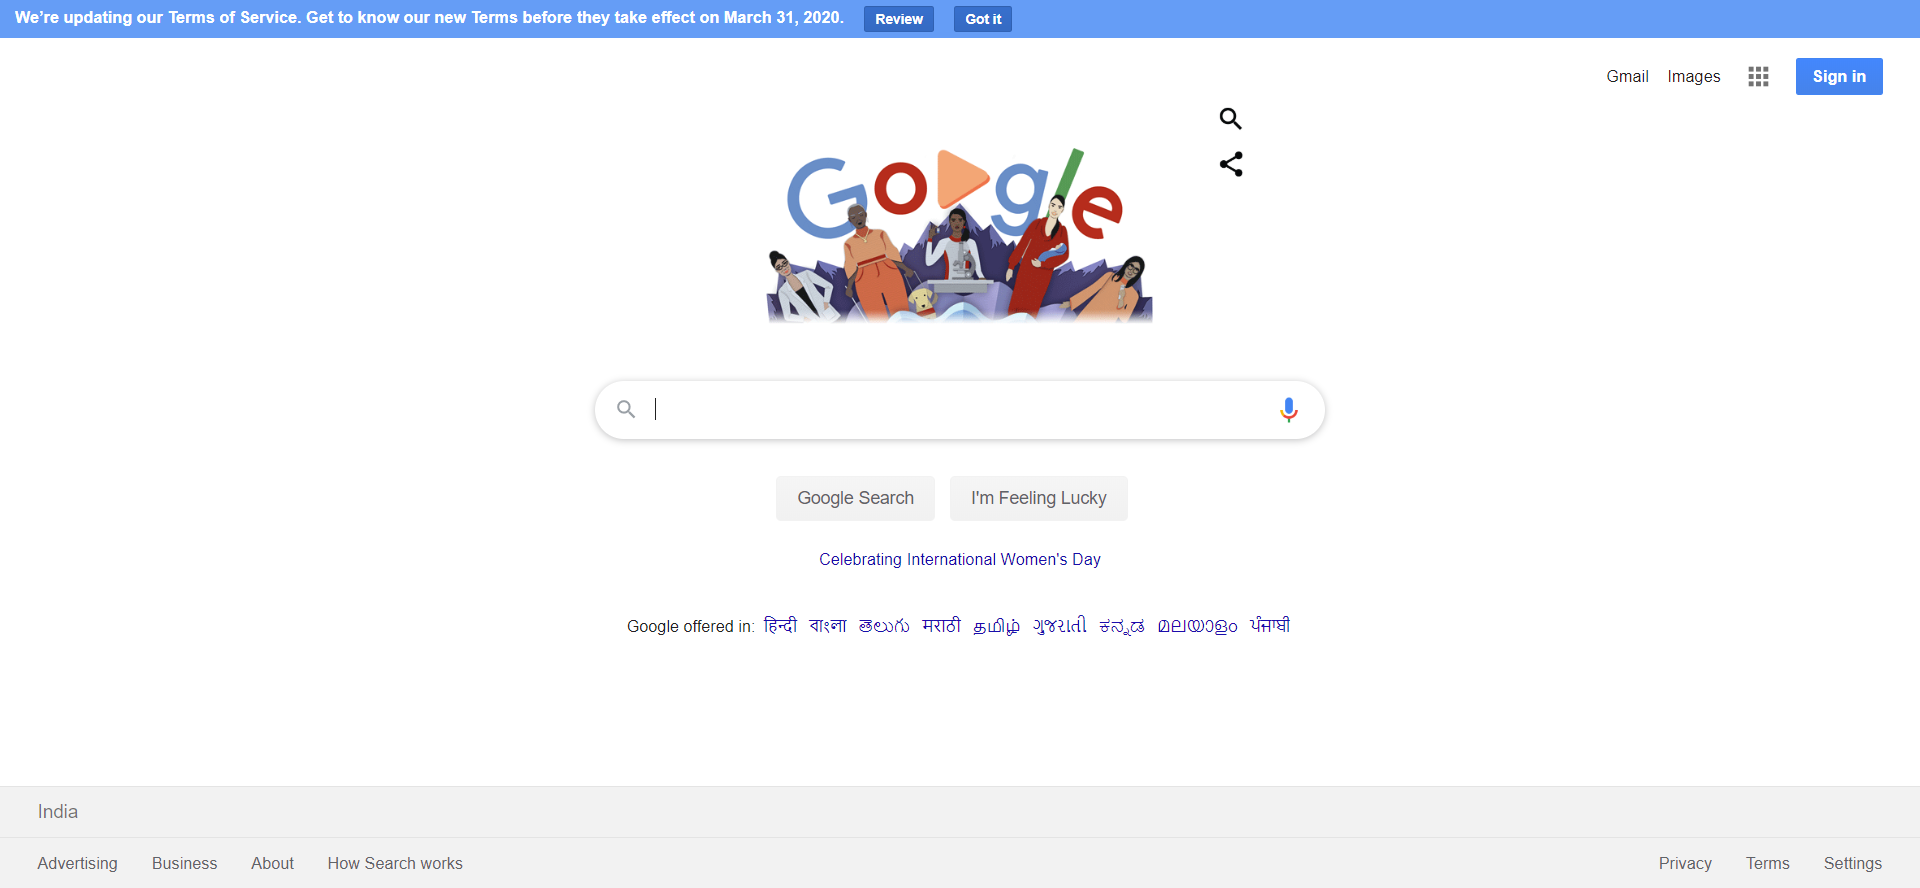 We're updating our Terms of Service. Get to know our new Terms before they take effect on March 31, 2020. Review Got it
Gmail Images Sign in
Google
Google Search I'm Feeling Lucky
Celebrating International Women's Day
Google offered in: हिन्दी বাংলা తెలుగు मराठी தமிழ் ગુજરાતી ಕನ್ನಡ മലയാളം ਪੰਜਾਬੀ
India
Advertising Business About How Search works Privacy Terms Settings